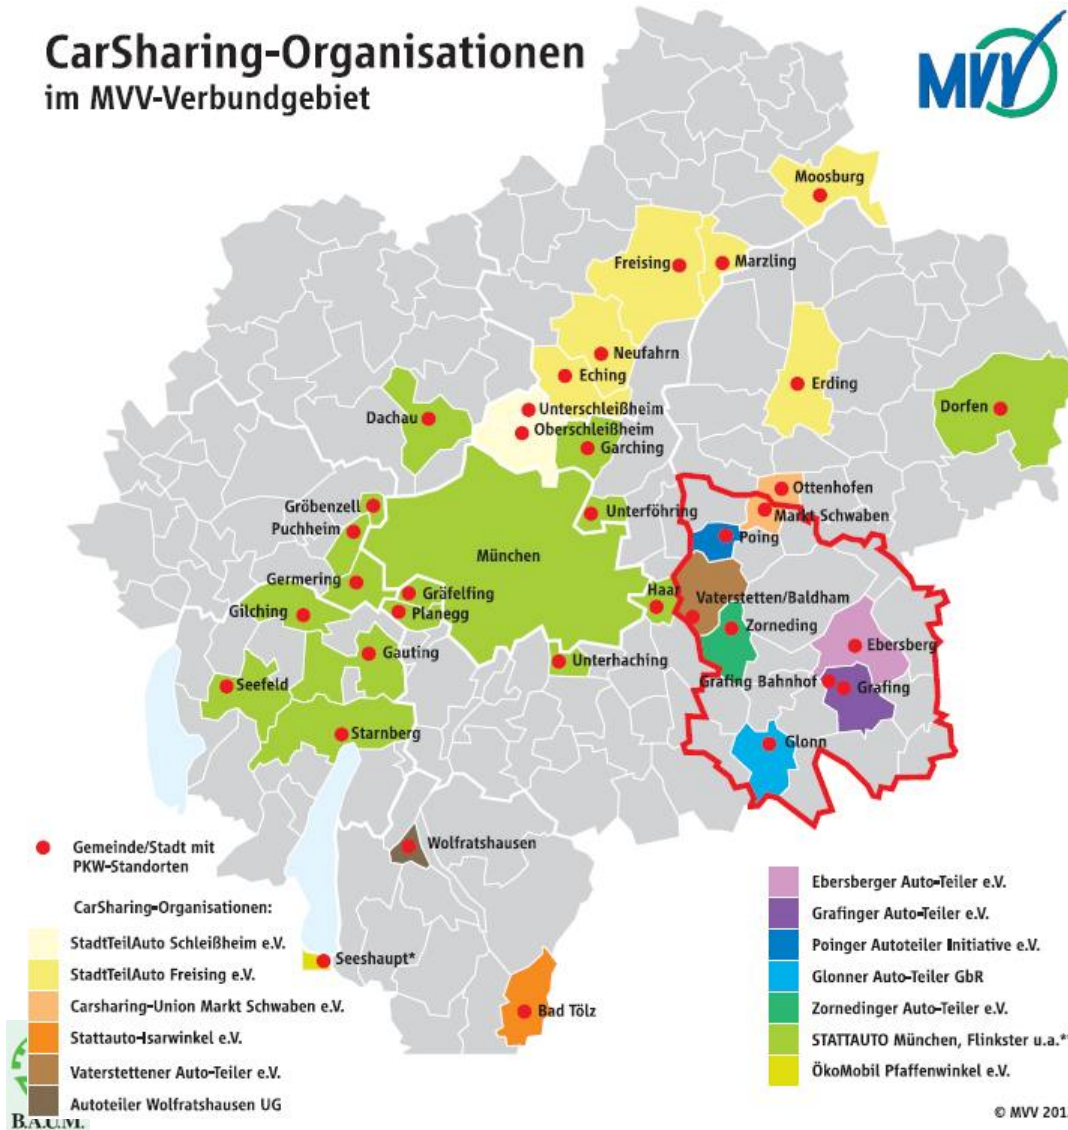 CarSharing-Organisationen
im MVV-Verbundgebiet
MVV
Moosburg
Freising
Marzling
Neufahrn
Eching
Erding
Unterschleißheim
Oberschleißheim
Dachau
Garching
Dorfen
Ottenhofen
Gröbenzell
Unterföhring
Markt Schwaben
Puchheim
Poing
München
Germering
Gräfelfing
Haar
Vaterstetten/Baldham
Gilching
Planegg
Zorneding
Ebersberg
Gauting
Unterhaching
Grafing Bahnhof
Grafing
Seefeld
Starnberg
Glonn
Wolfratshausen
Seeshaupt*
Bad Tölz
Gemeinde/Stadt mit
PKW-Standorten
CarSharing-Organisationen:
StadtTeilAuto Schleißheim e.V.
StadtTeilAuto Freising e.V.
Carsharing-Union Markt Schwaben e.V.
Stattauto-Isarwinkel e.V.
Vaterstettener Auto-Teiler e.V.
Autoteiler Wolfratshausen UG
Ebersberger Auto-Teiler e.V.
Grafinger Auto-Teiler e.V.
Poinger Autoteiler Initiative e.V.
Glonner Auto-Teiler GbR
Zornedinger Auto-Teiler e.V.
STATTAUTO München, Flinkster u.a.*
ÖkoMobil Pfaffenwinkel e.V.
B.A.U.M.
© MVV 201